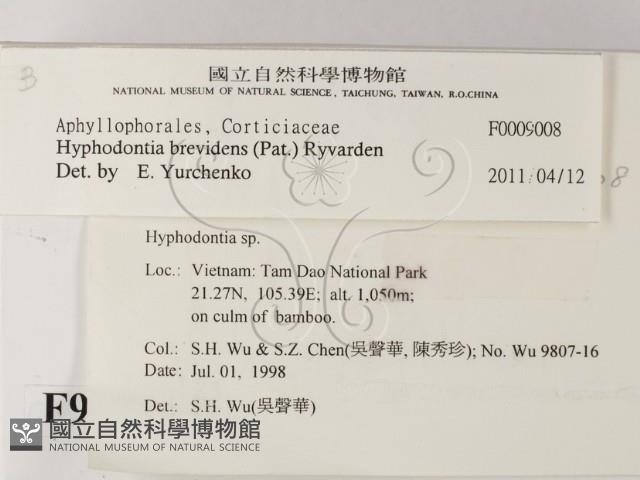 3
國立自然科學博物館
NATIONAL MUSEUM OF NATURAL SCIENCE, TAICHUNG, TAIWAN, R.O.CHINA
Aphyllophorales, Corticiaceae F0009008
Hyphodontia brevidens (Pat.) Ryvarden
Det. by E. Yurchenko 2011/04/12
8
Hyphodontia sp.
Loc.: Vietnam: Tam Dao National Park
21.27N, 105.39E; alt. 1,050m;
on culm of bamboo.
Col.: S.H. Wu & S.Z. Chen(吳聲華, 陳秀珍); No. Wu 9807-16
Date: Jul. 01, 1998
Det.: S.H. Wu(吳聲華)
F9
國立自然科學博物館
NATIONAL MUSEUM OF NATURAL SCIENCE